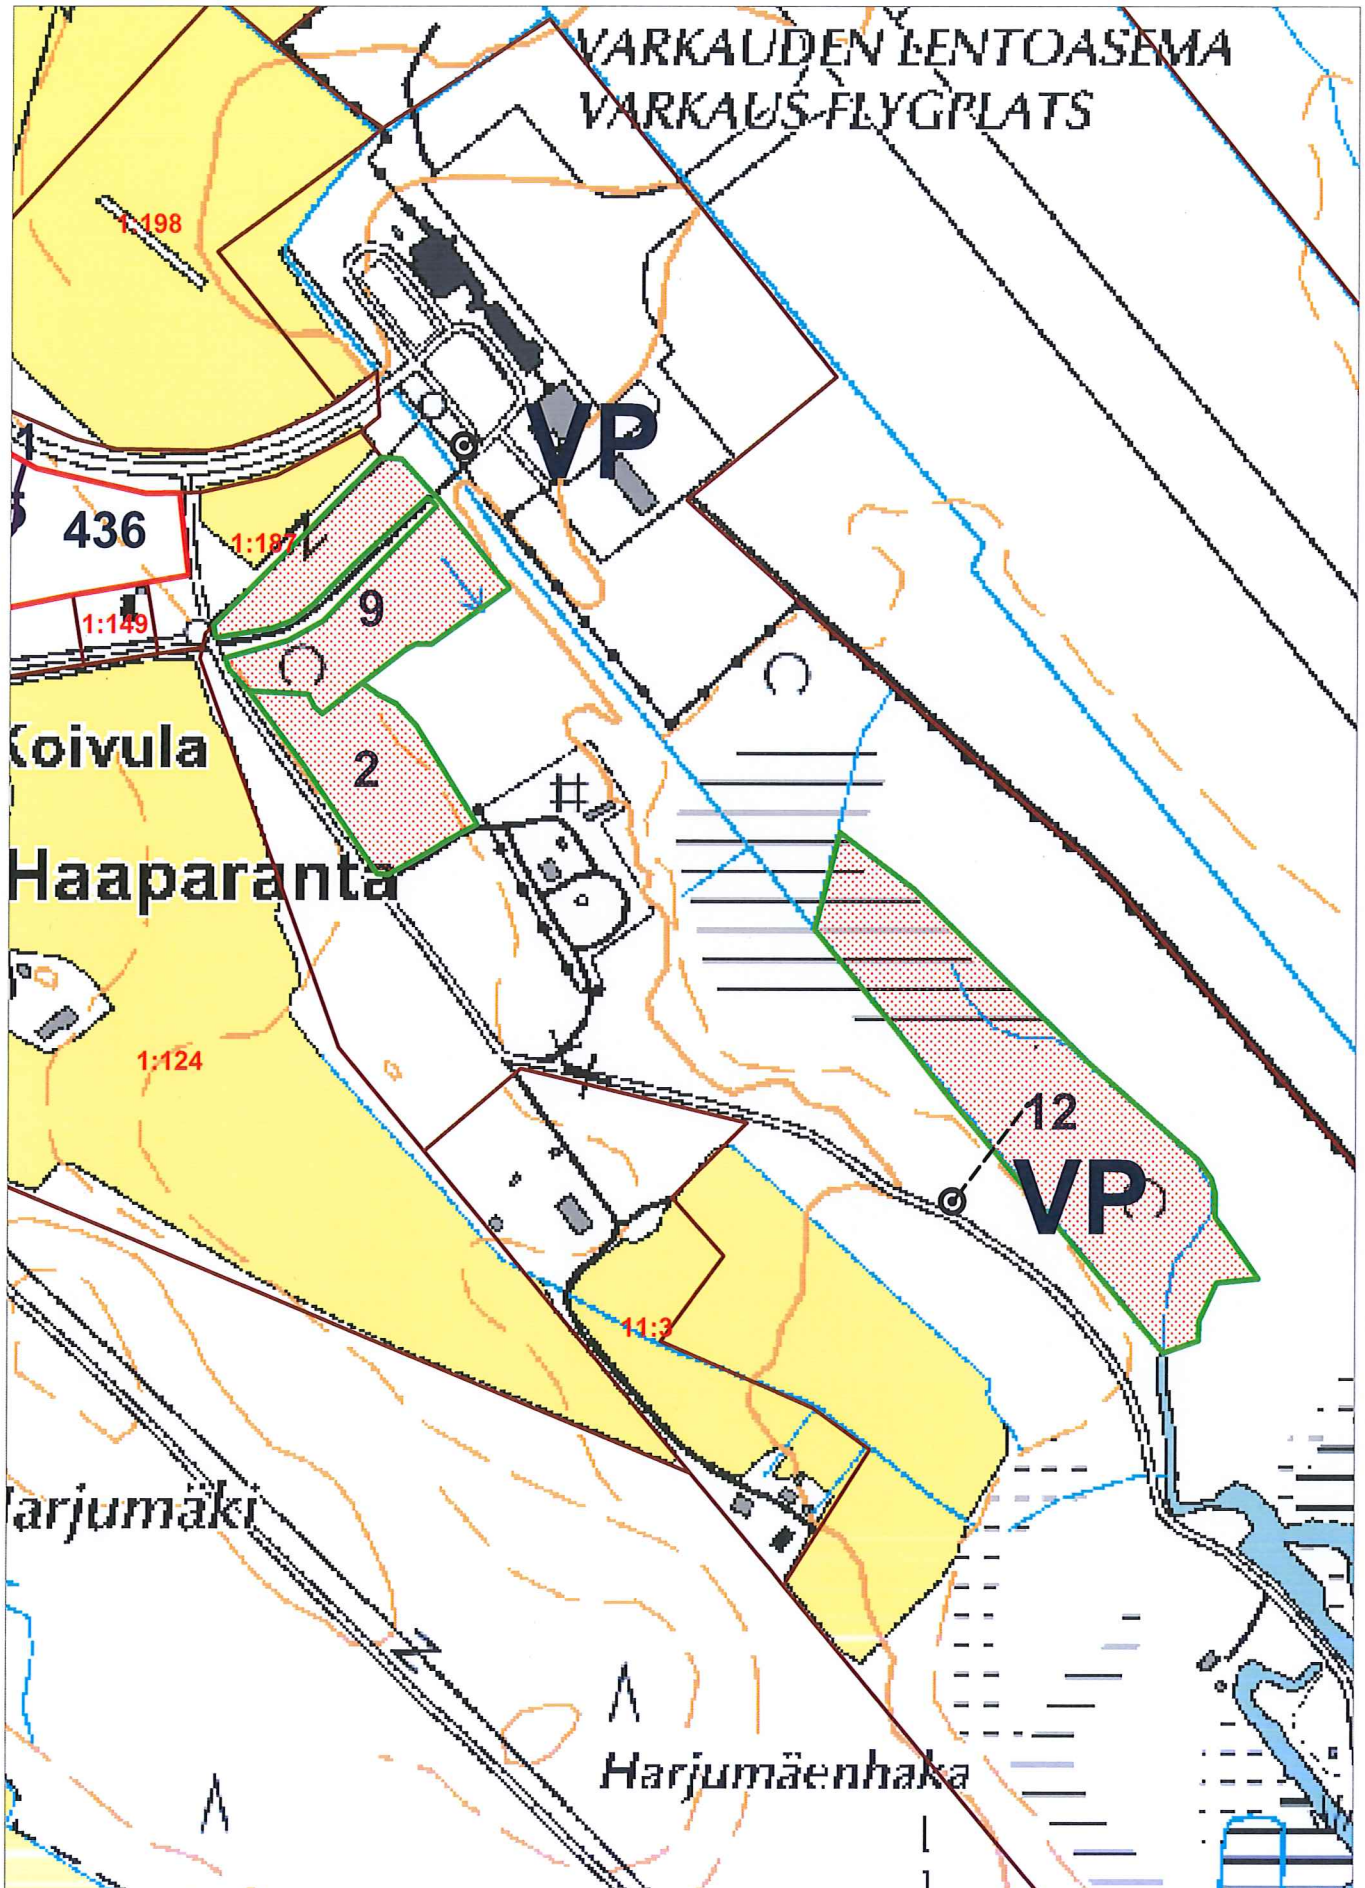 VARKAUDEN LENTOASEMA
VARKAUS FLYGPLATS
1:198
VP
436
1:187
9
1:149
Koivula
2
Haaparanta
1:124
12
VP
11:3
Harjumäki
Harjumäenhaka